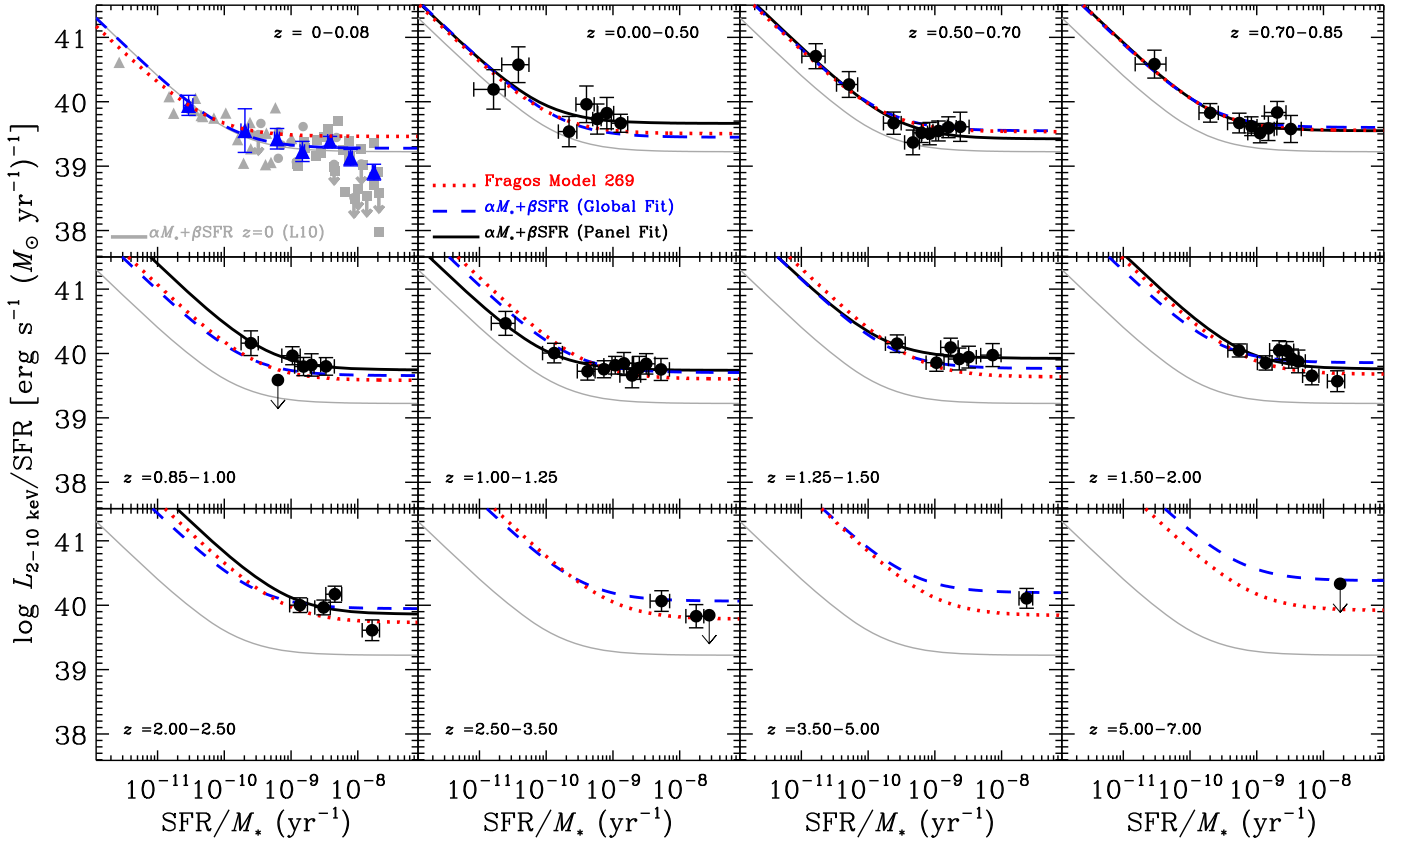 log L₂₋₁₀ ₖₑᵥ/SFR [erg s⁻¹ (M⊙ yr⁻¹)⁻¹]
41
40
39
38
z = 0−0.08
αM⋆+βSFR z=0 (L10)
z =0.00−0.50
Fragos Model 269
αM⋆+βSFR (Global Fit)
αM⋆+βSFR (Panel Fit)
z =0.50−0.70
z =0.70−0.85
41
40
39
38
z =0.85−1.00
z =1.00−1.25
z =1.25−1.50
z =1.50−2.00
41
40
39
38
z =2.00−2.50
z =2.50−3.50
z =3.50−5.00
z =5.00−7.00
10⁻¹¹ 10⁻¹⁰ 10⁻⁹ 10⁻⁸
10⁻¹¹ 10⁻¹⁰ 10⁻⁹ 10⁻⁸
10⁻¹¹ 10⁻¹⁰ 10⁻⁹ 10⁻⁸
10⁻¹¹ 10⁻¹⁰ 10⁻⁹ 10⁻⁸
SFR/M⁎ (yr⁻¹)
SFR/M⁎ (yr⁻¹)
SFR/M⁎ (yr⁻¹)
SFR/M⁎ (yr⁻¹)